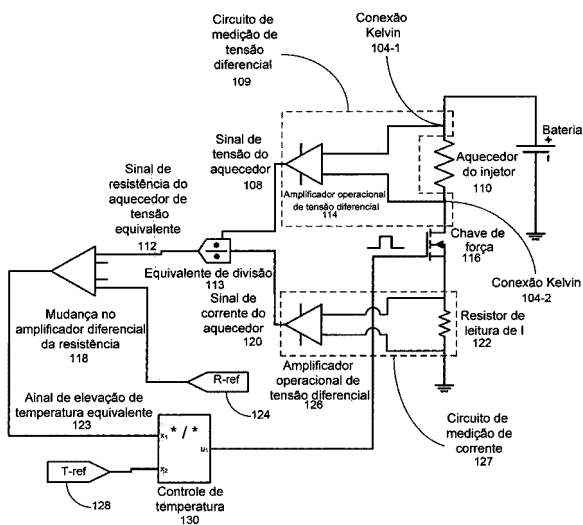 Circuito de
medição de
tensão
diferencial
109
Conexão
Kelvin
104-1
Bateria
Sinal de
tensão do
aquecedor
108
Aquecedor
do injetor
110
Amplificador operacional
de tensão diferencial
114
Sinal de
resistência do
aquecedor de
tensão
equivalente
112
Chave de
força
116
Equivalente de divisão
113
Conexão Kelvin
104-2
Sinal de
corrente do
aquecedor
120
Resistor de
leitura de I
122
Mudança no
amplificador diferencial
da resistência
118
Amplificador
operacional de
tensão diferencial
126
R-ref
124
Ainal de elevação de
temperatura equivalente
123
Circuito de
medição de
corrente
127
* / *
x1
x2
u1
T-ref
128
Controle de
temperatura
130